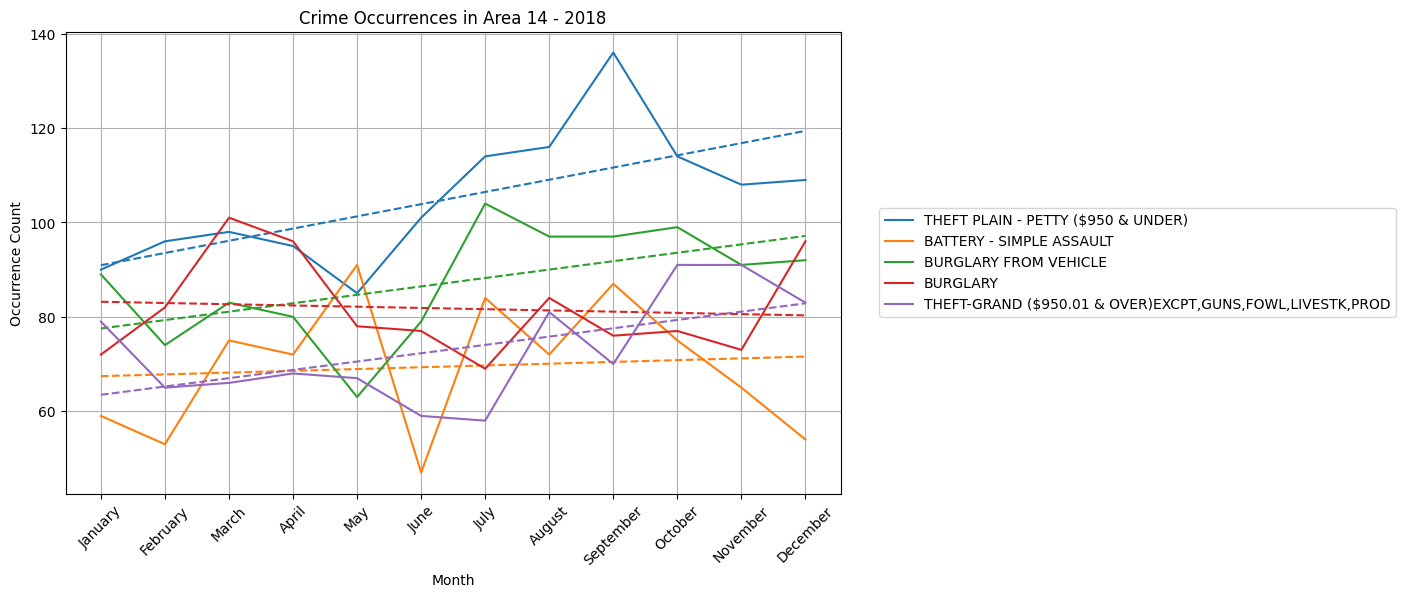 Crime Occurrences in Area 14 - 2018
Occurrence Count
140
120
100
80
60
January
February
March
April
May
June
July
August
September
October
November
December
Month
THEFT PLAIN - PETTY ($950 & UNDER)
BATTERY - SIMPLE ASSAULT
BURGLARY FROM VEHICLE
BURGLARY
THEFT-GRAND ($950.01 & OVER)EXCPT,GUNS,FOWL,LIVESTK,PROD